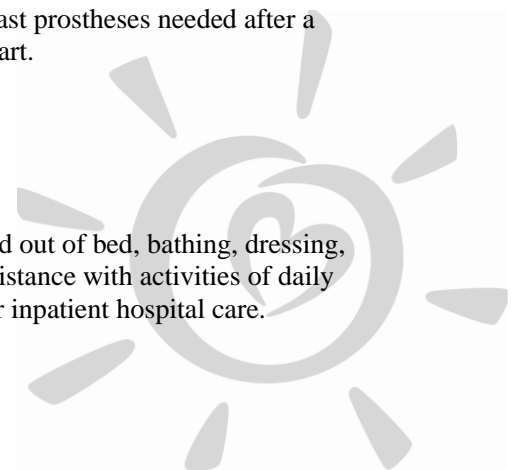 ast prostheses needed after a
art.
d out of bed, bathing, dressing,
istance with activities of daily
r inpatient hospital care.